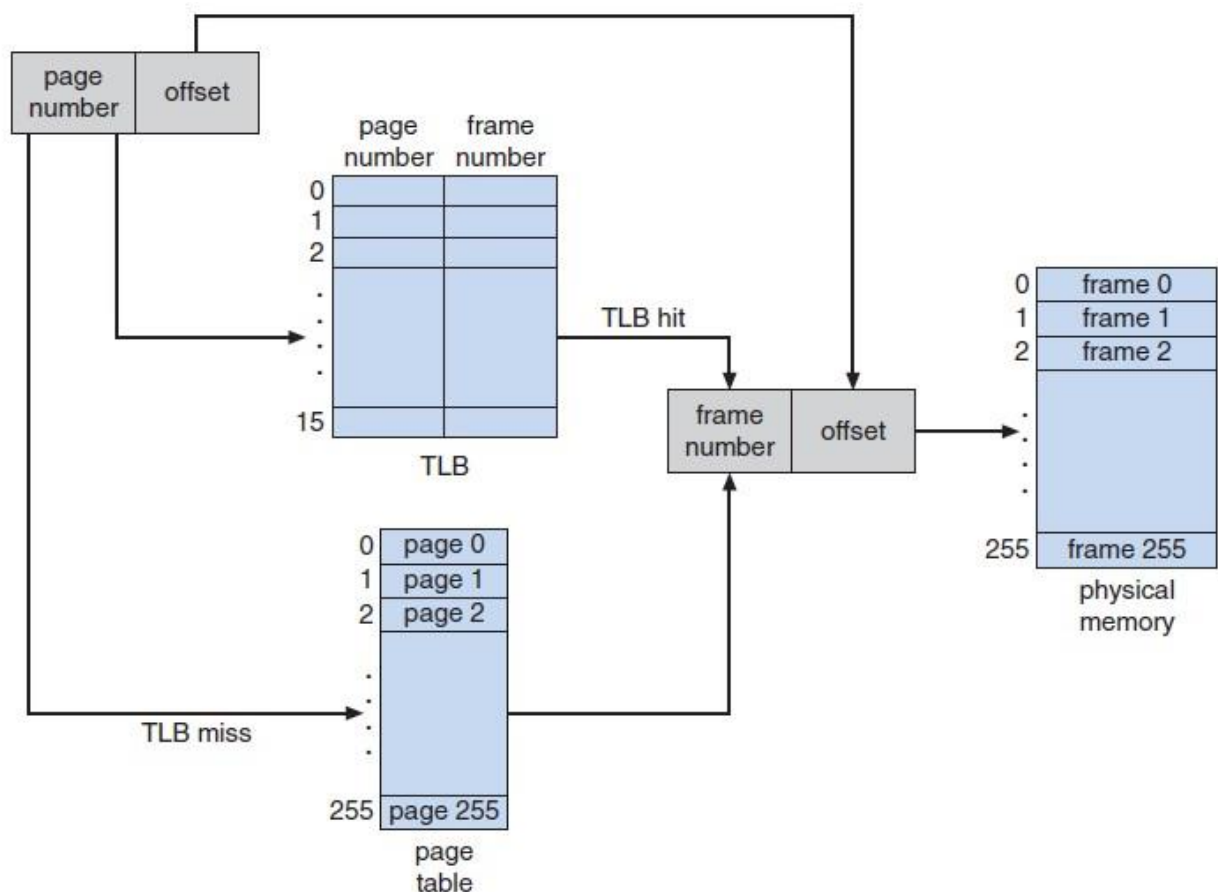 page
number
offset
page
number
frame
number
0
1
2
.
.
.
.
15
TLB
TLB hit
frame
number
offset
0 frame 0
1 frame 1
2 frame 2
.
.
.
.
255 frame 255
physical
memory
0 page 0
1 page 1
2 page 2
.
.
.
.
255 page 255
page
table
TLB miss